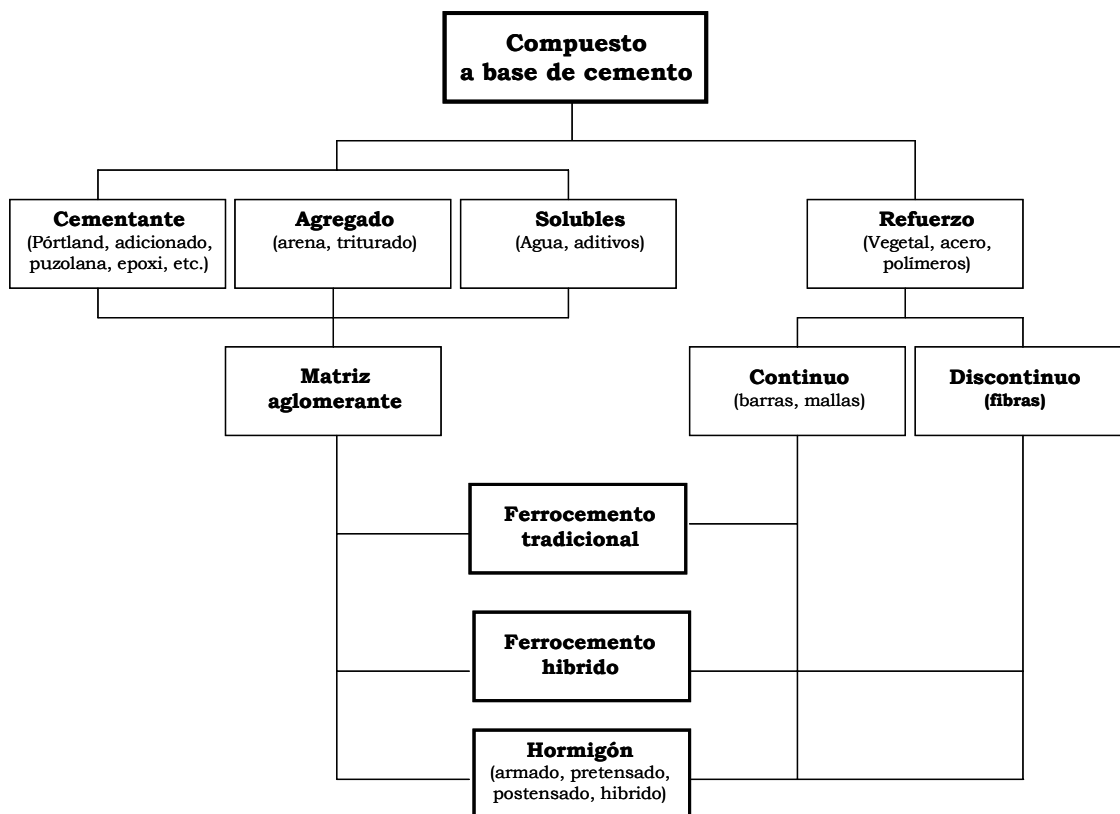 Compuesto
a base de cemento
Cementante
(Pórtland, adicionado,
puzolana, epoxi, etc.)
Agregado
(arena, triturado)
Solubles
(Agua, aditivos)
Refuerzo
(Vegetal, acero,
polímeros)
Matriz
aglomerante
Continuo
(barras, mallas)
Discontinuo
(fibras)
Ferrocemento
tradicional
Ferrocemento
hibrido
Hormigón
(armado, pretensado,
postensado, hibrido)